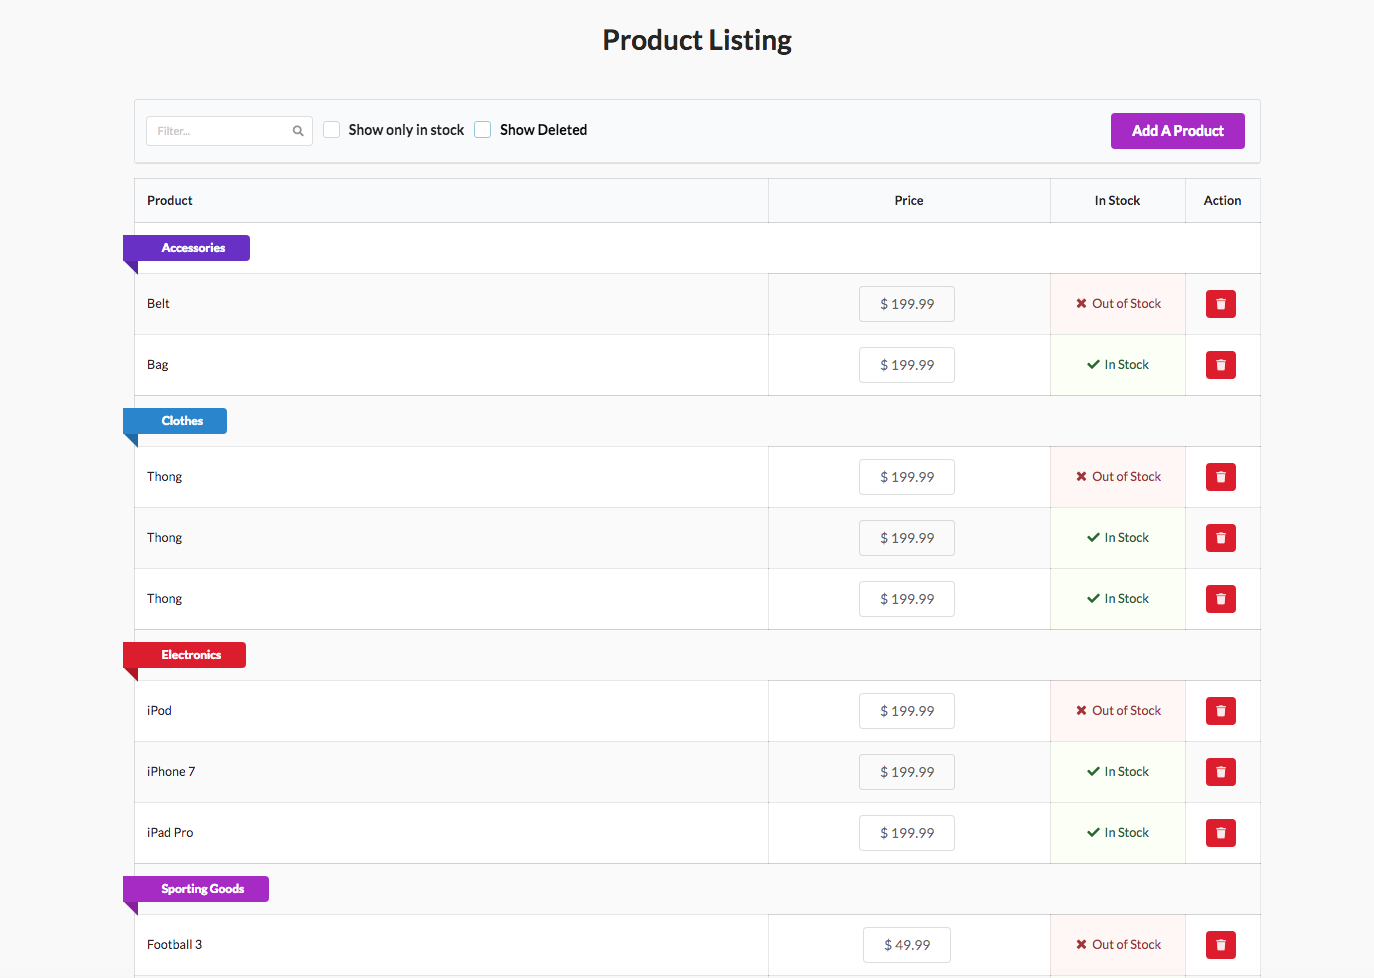 Product Listing
Filter... Show only in stock Show Deleted Add A Product
Product Price In Stock Action
Accessories
Belt $ 199.99 Out of Stock
Bag $ 199.99 In Stock
Clothes
Thong $ 199.99 Out of Stock
Thong $ 199.99 In Stock
Thong $ 199.99 In Stock
Electronics
iPod $ 199.99 Out of Stock
iPhone 7 $ 199.99 In Stock
iPad Pro $ 199.99 In Stock
Sporting Goods
Football 3 $ 49.99 Out of Stock